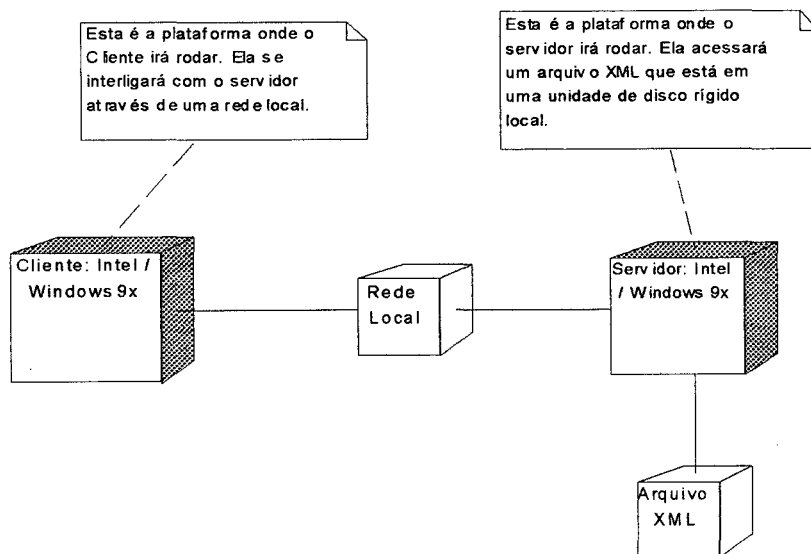 Esta é a plataforma onde o
Cliente irá rodar. Ela se
interligará com o servidor
através de uma rede local.
Esta é a plataforma onde o
servidor irá rodar. Ela acessará
um arquivo XML que está em
uma unidade de disco rígido
local.
Cliente: Intel /
Windows 9x
Rede
Local
Servidor: Intel
/ Windows 9x
Arquivo
XML